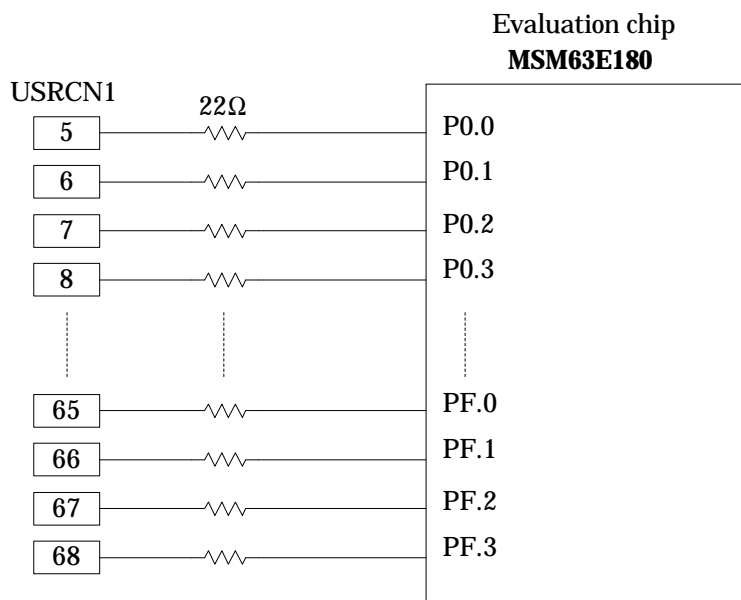 Evaluation chip
MSM63E180
USRCN1
22Ω
5 P0.0
6 P0.1
7 P0.2
8 P0.3
65 PF.0
66 PF.1
67 PF.2
68 PF.3